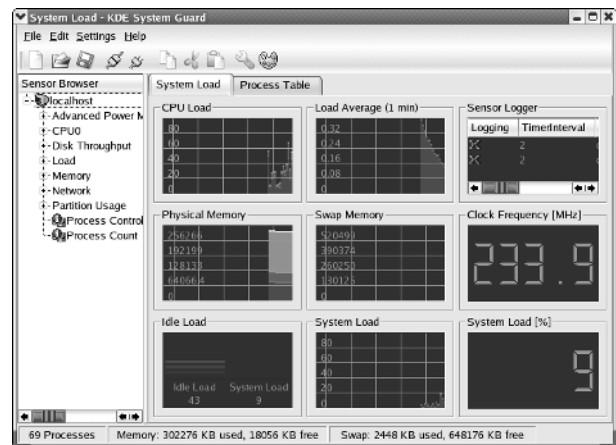 System Load - KDE System Guard
File Edit Settings Help
Sensor Browser
localhost
Advanced Power M
CPU0
Disk Throughput
Load
Memory
Network
Partition Usage
Process Control
Process Count
System Load Process Table
CPU Load
80
60
40
20
0
Load Average (1 min)
0.32
0.24
0.16
0.08
0
Sensor Logger
Logging TimerInterval
2
2
Physical Memory
256266
192199
128133
64066.4
0
Swap Memory
520499
390374
260250
130125
0
Clock Frequency [MHz]
233.9
Idle Load
Idle Load System Load
43 9
System Load
80
60
40
20
0
System Load [%]
9
69 Processes Memory: 302276 KB used, 18056 KB free Swap: 2448 KB used, 648176 KB free